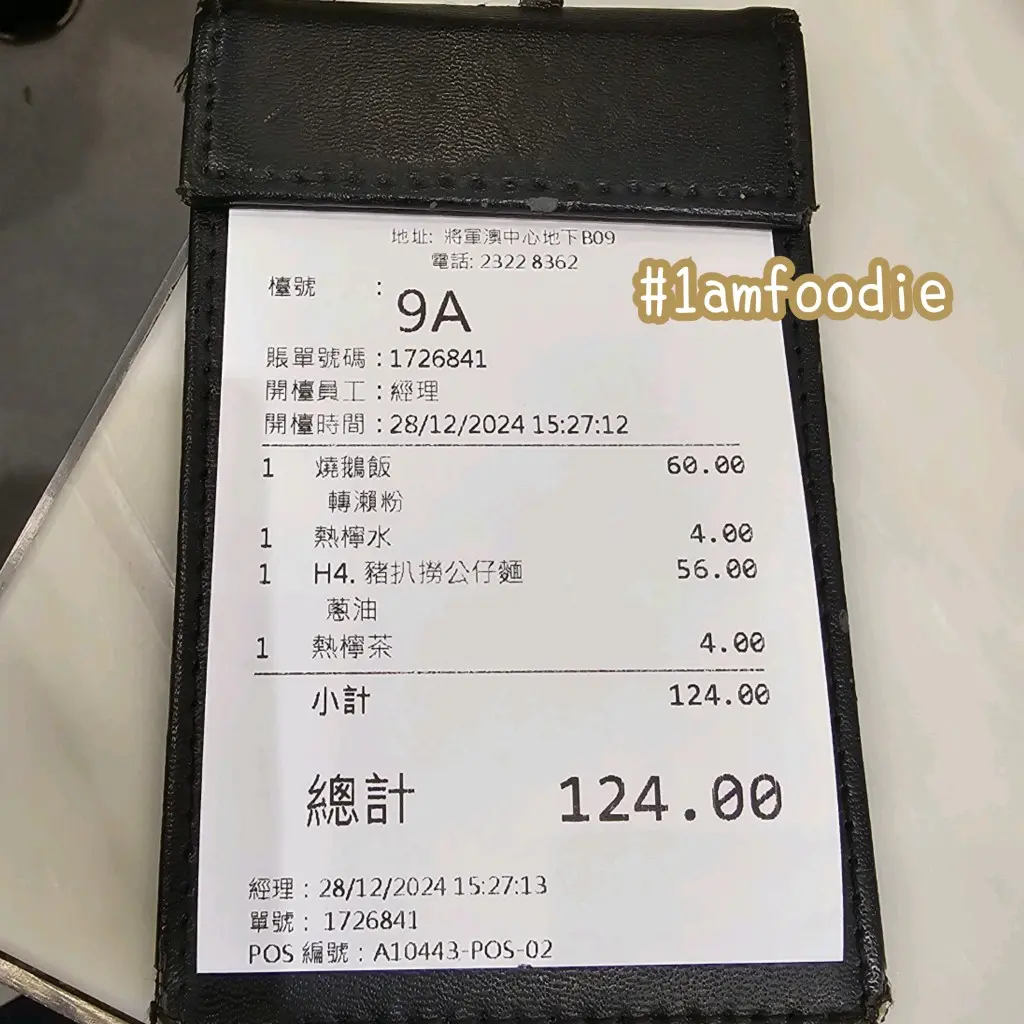 地址: 將軍澳中心地下B09
電話: 2322 8362
#1amfoodie
檯號 : 9A
賬單號碼 : 1726841
開檯員工 : 經理
開檯時間 : 28/12/2024 15:27:12
1 燒鵝飯 60.00
轉瀨粉
1 熱檸水 4.00
1 H4. 豬扒撈公仔麵 56.00
蔥油
1 熱檸茶 4.00
小計 124.00
總計 124.00
經理 : 28/12/2024 15:27:13
單號 : 1726841
POS 編號 : A10443-POS-02